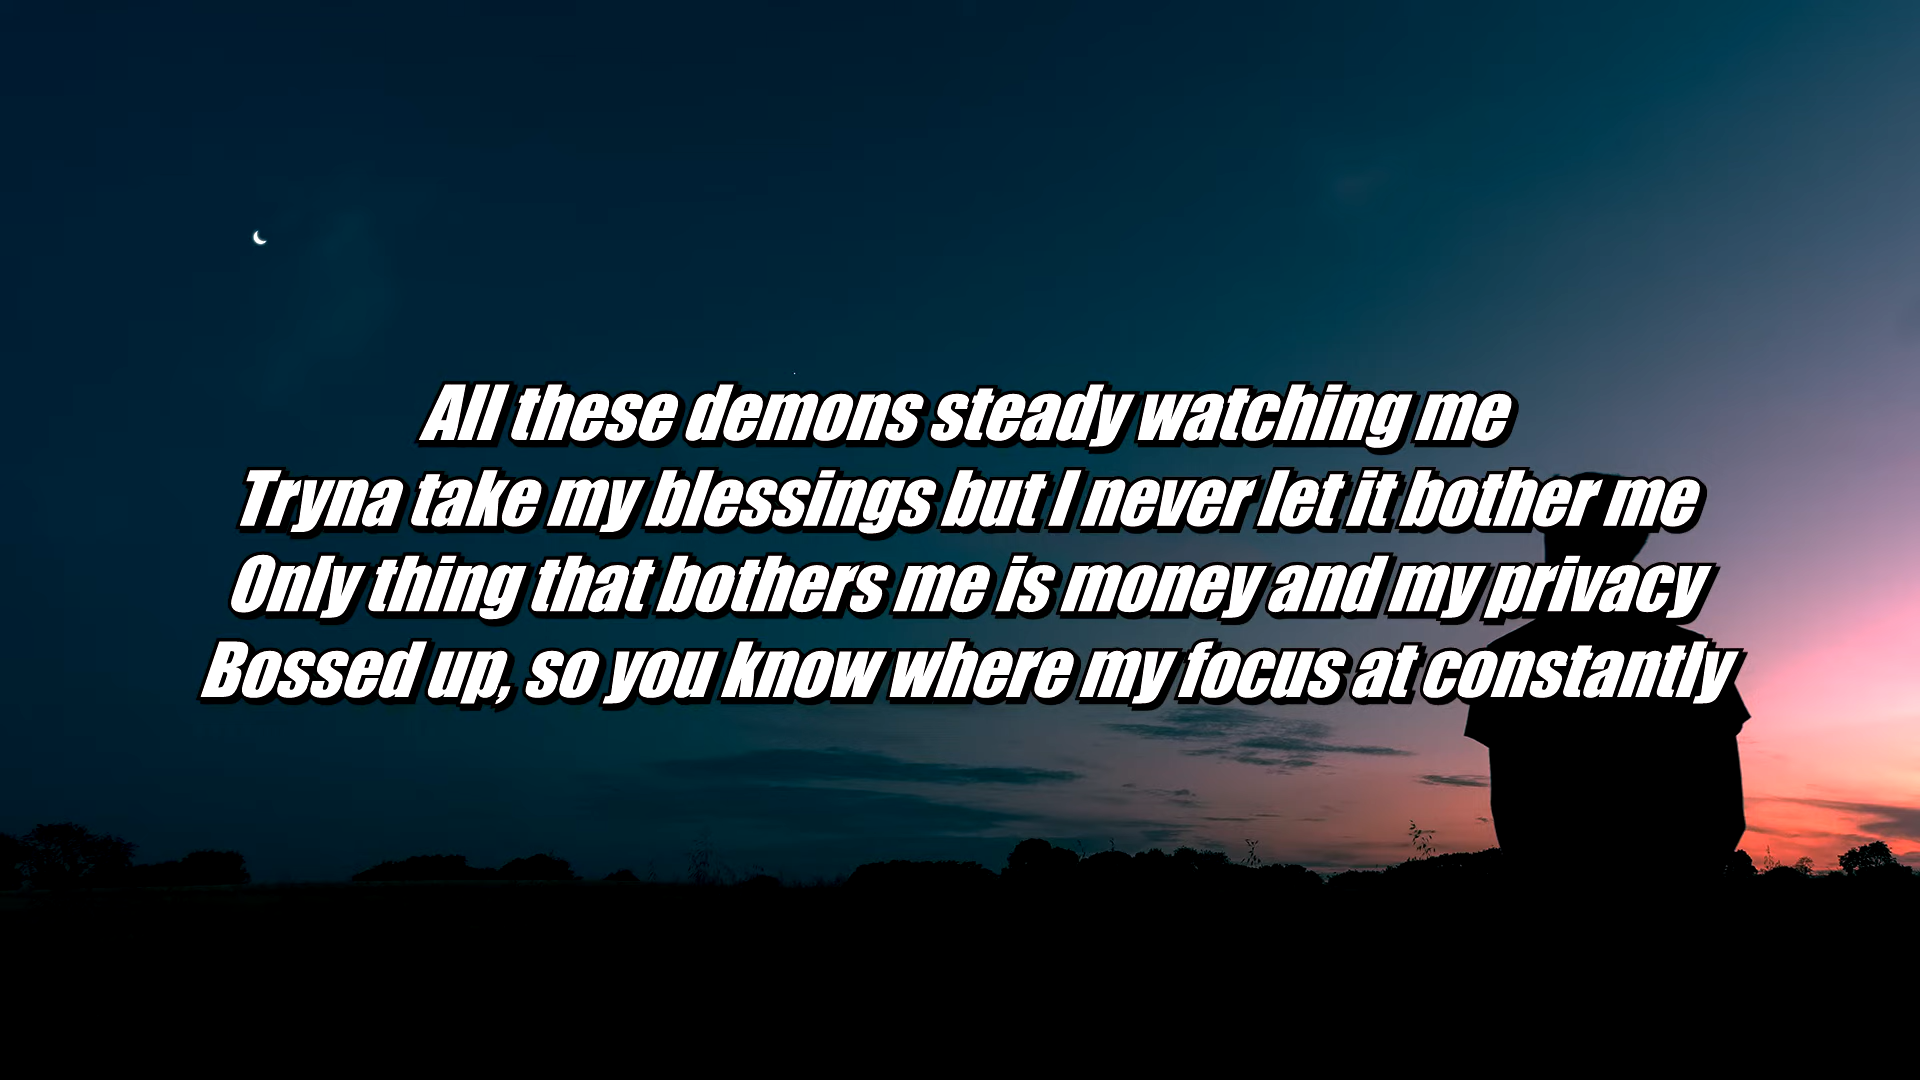 All these demons steady watching me
Tryna take my blessings but I never let it bother me
Only thing that bothers me is money and my privacy
Bossed up, so you know where my focus at constantly